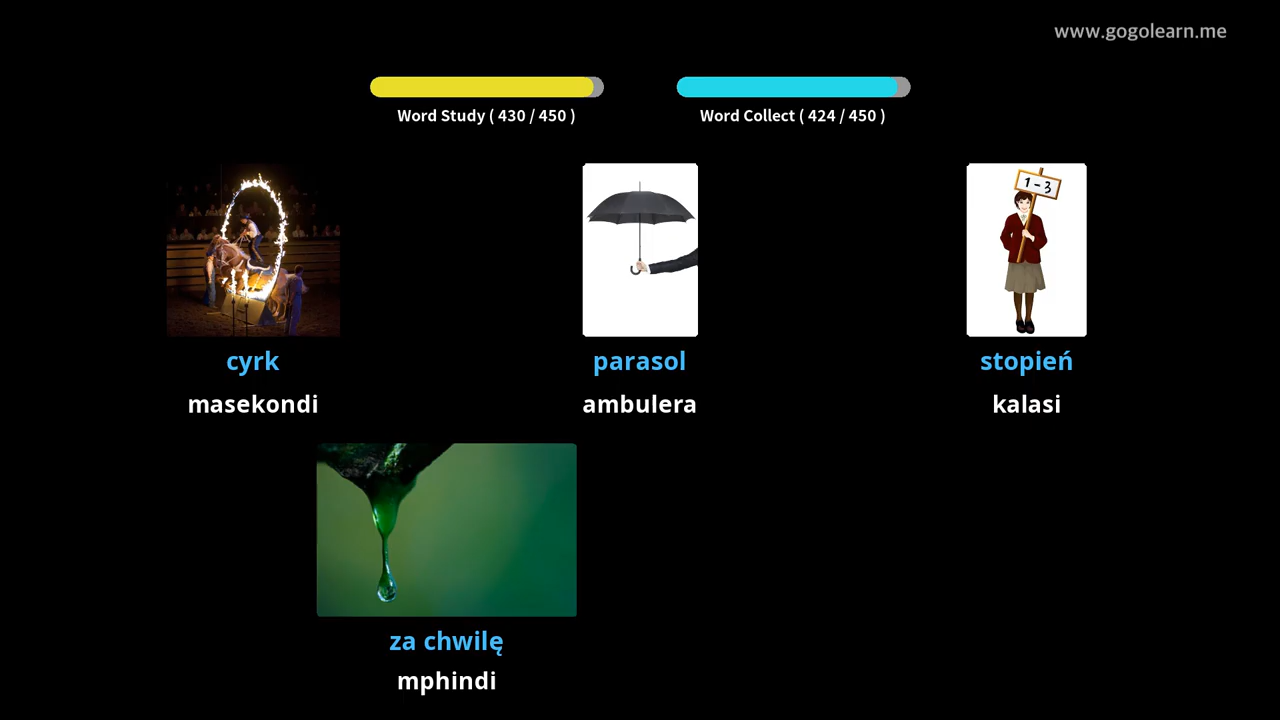 www.gogolearn.me
Word Study ( 430 / 450 )
Word Collect ( 424 / 450 )
1-3
cyrk
parasol
stopień
masekondi
ambulera
kalasi
za chwilę
mphindi